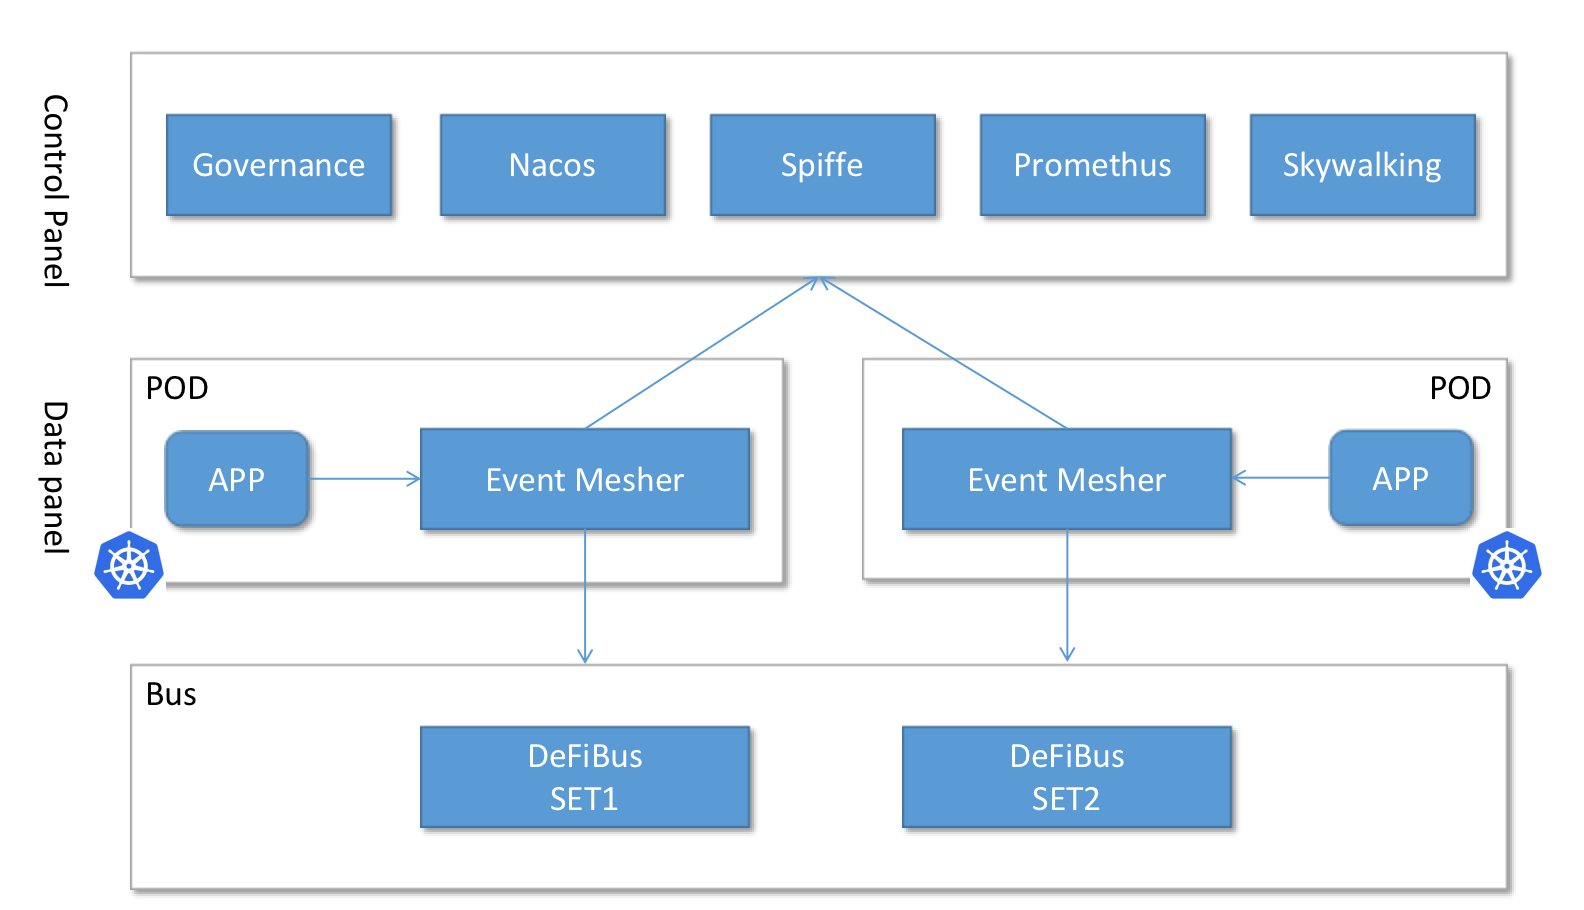 Control Panel
Governance
Nacos
Spiffe
Promethus
Skywalking
Data panel
POD
APP
Event Mesher
POD
Event Mesher
APP
Bus
DeFiBus
SET1
DeFiBus
SET2